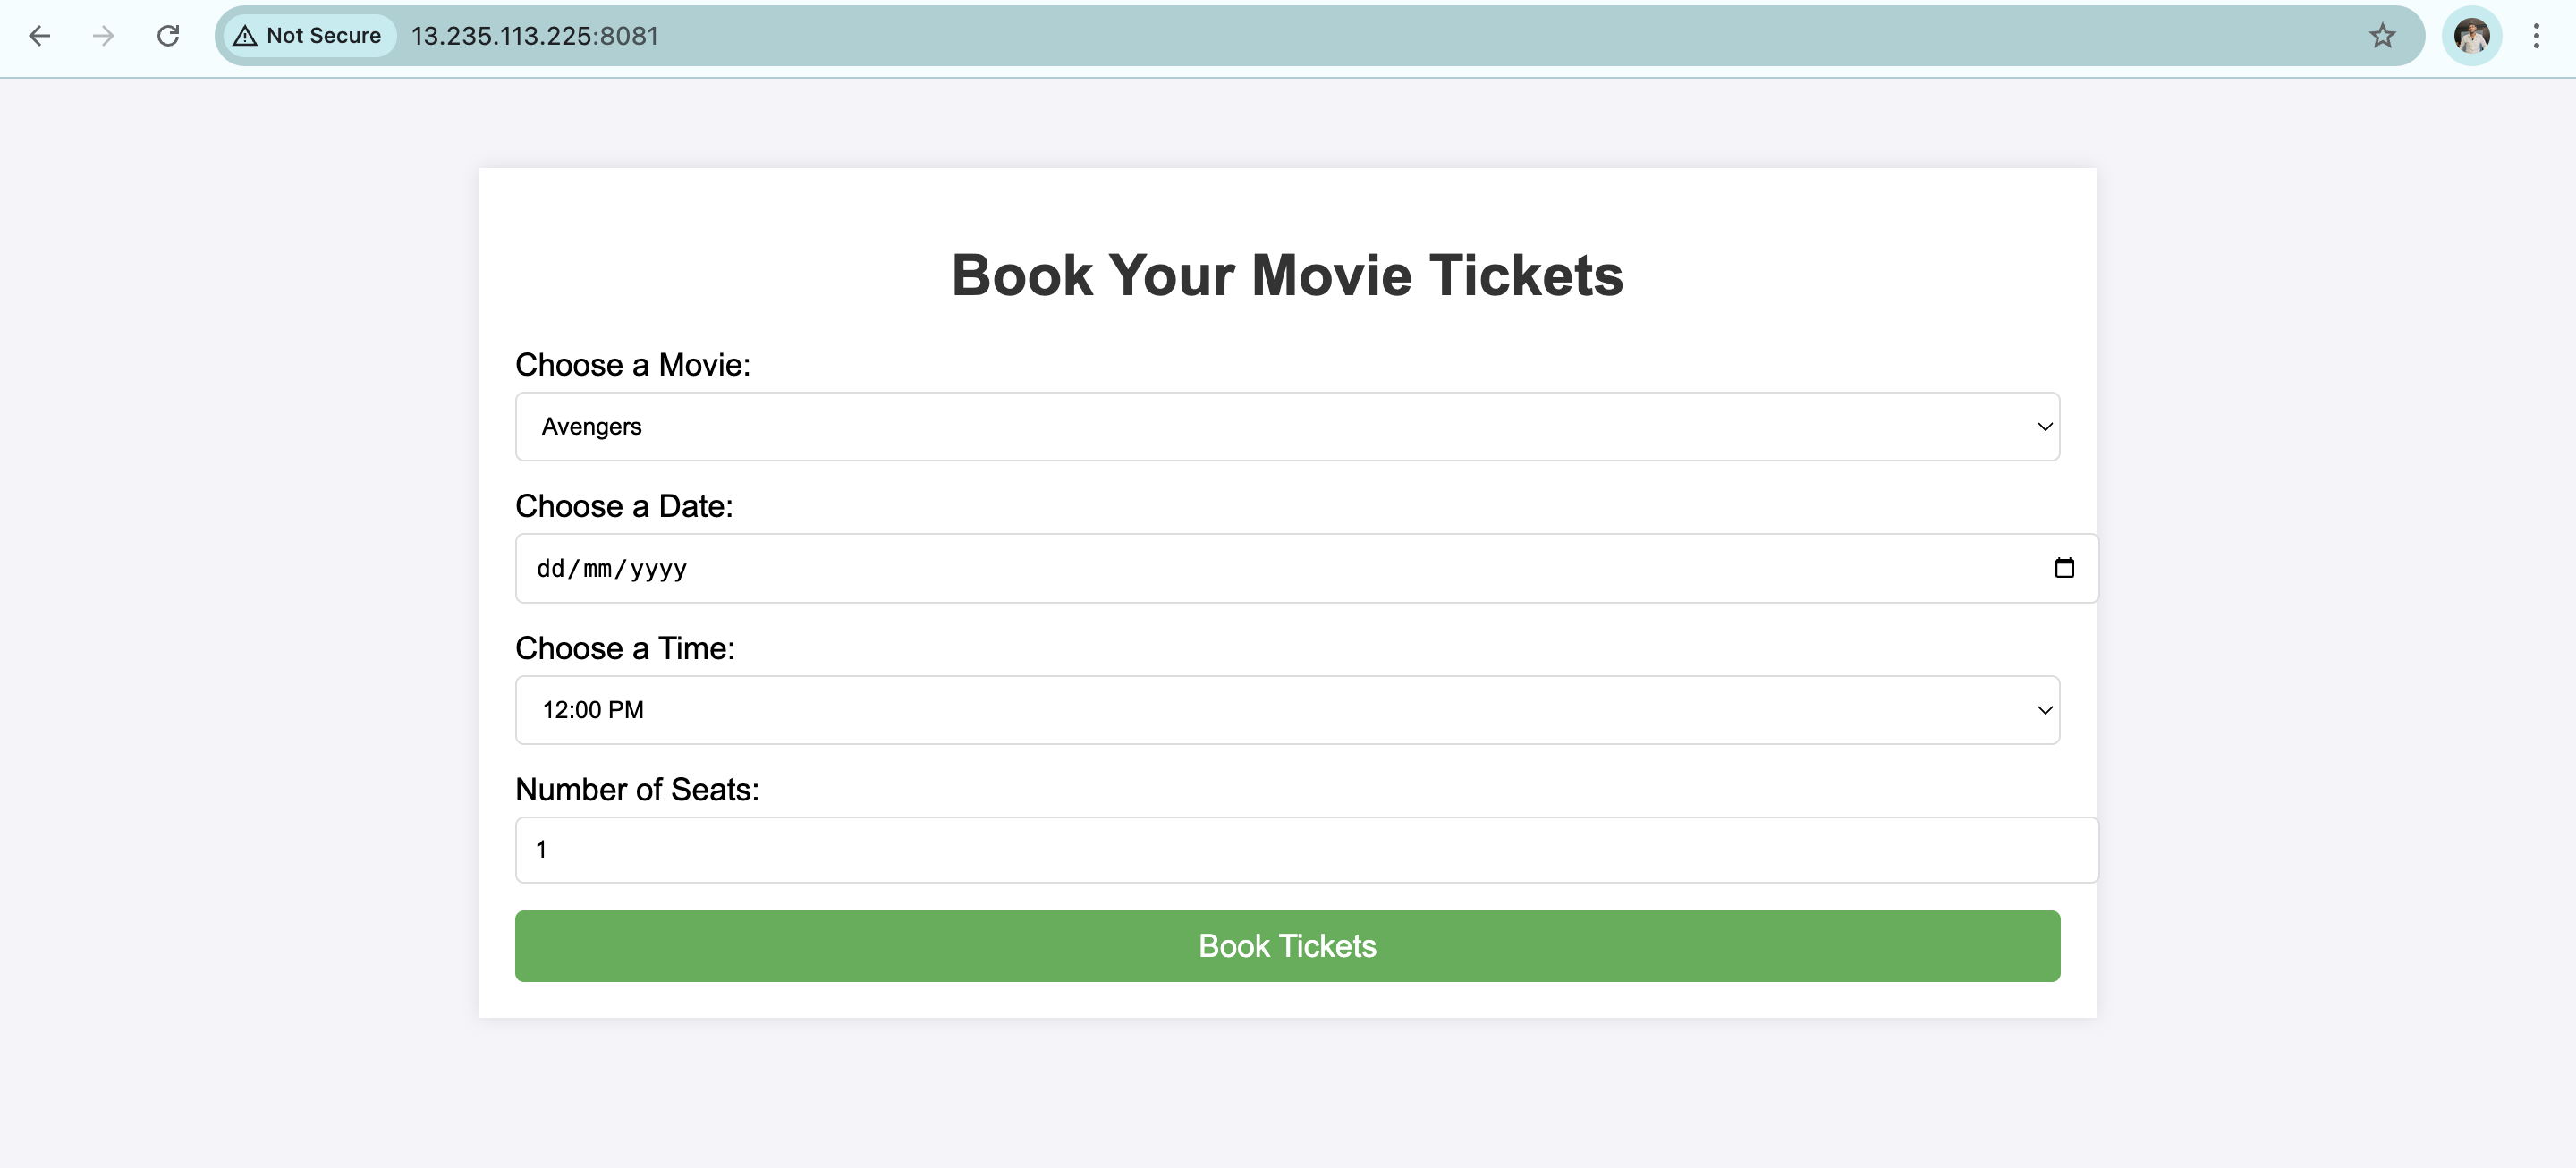 Not Secure 13.235.113.225:8081
Book Your Movie Tickets
Choose a Movie:
Avengers
Choose a Date:
dd/mm/yyyy
Choose a Time:
12:00 PM
Number of Seats:
1
Book Tickets